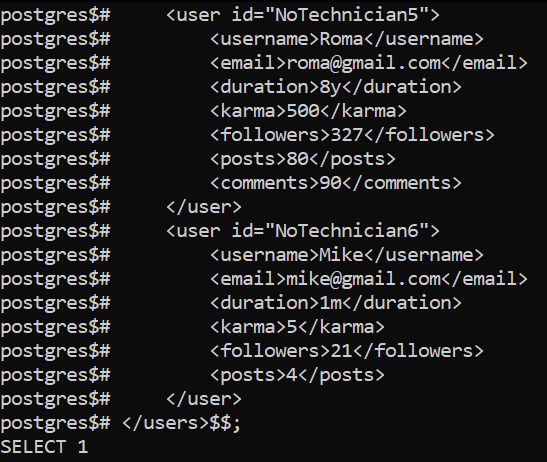 postgres$#     <user id="NoTechnician5">
postgres$#         <username>Roma</username>
postgres$#         <email>roma@gmail.com</email>
postgres$#         <duration>8y</duration>
postgres$#         <karma>500</karma>
postgres$#         <followers>327</followers>
postgres$#         <posts>80</posts>
postgres$#         <comments>90</comments>
postgres$#     </user>
postgres$#     <user id="NoTechnician6">
postgres$#         <username>Mike</username>
postgres$#         <email>mike@gmail.com</email>
postgres$#         <duration>1m</duration>
postgres$#         <karma>5</karma>
postgres$#         <followers>21</followers>
postgres$#         <posts>4</posts>
postgres$#     </user>
postgres$# </users>$$;
SELECT 1